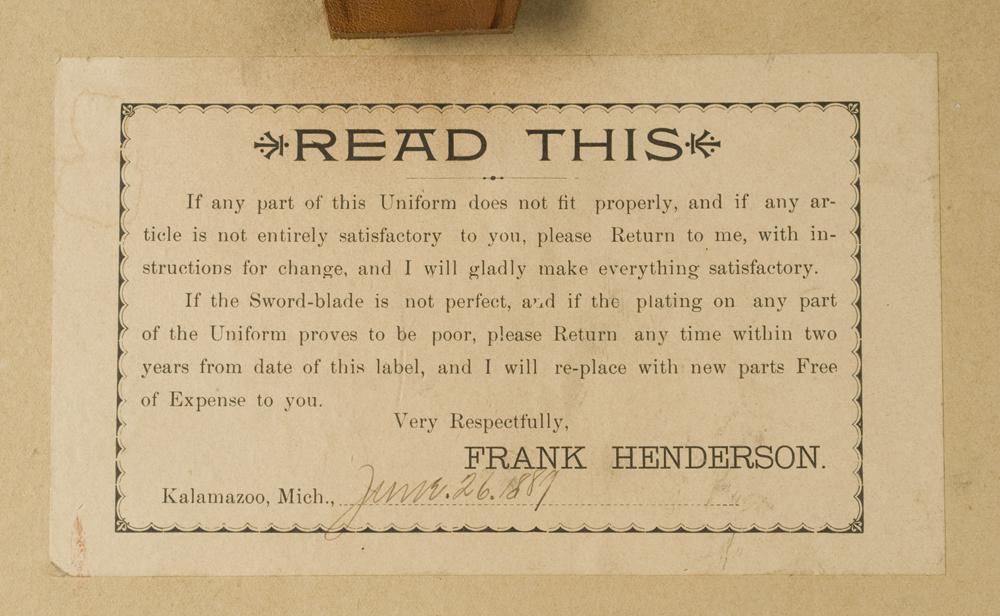 READ THIS
If any part of this Uniform does not fit properly, and if any ar-
ticle is not entirely satisfactory to you, please Return to me, with in-
structions for change, and I will gladly make everything satisfactory.
If the Sword-blade is not perfect, and if the plating on any part
of the Uniform proves to be poor, please Return any time within two
years from date of this label, and I will re-place with new parts Free
of Expense to you.
Very Respectfully,
FRANK HENDERSON.
Kalamazoo, Mich., June. 26. 1889